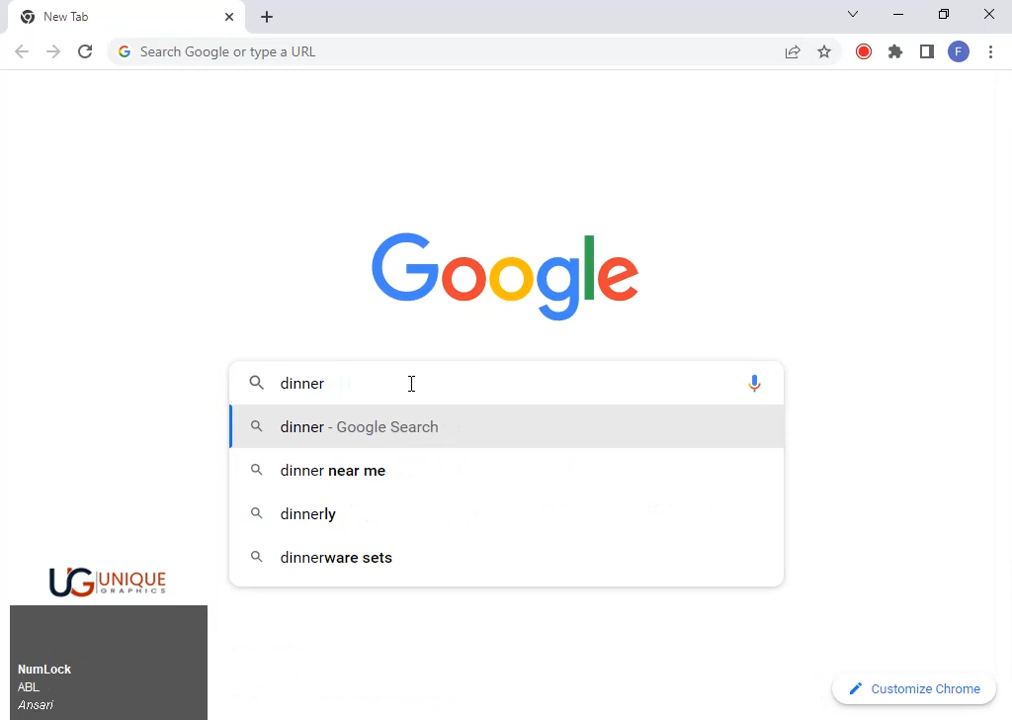 New Tab
Search Google or type a URL
F
Google
dinner
dinner - Google Search
dinner near me
dinnerly
dinnerware sets
UG UNIQUE
GRAPHICS
NumLock
ABL
Ansari
Customize Chrome